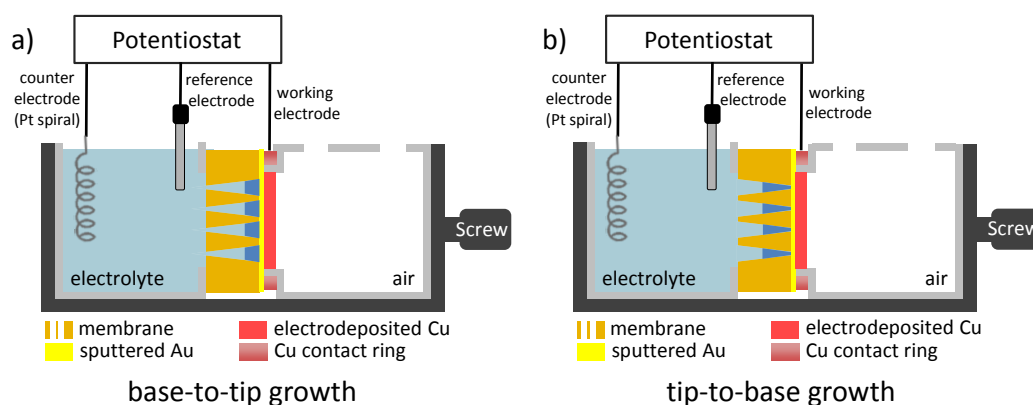 a)
Potentiostat
counter
electrode
(Pt spiral)
reference
electrode
working
electrode
Screw
electrolyte
air
membrane
electrodeposited Cu
sputtered Au
Cu contact ring
base-to-tip growth
b)
Potentiostat
counter
electrode
(Pt spiral)
reference
electrode
working
electrode
Screw
electrolyte
air
membrane
electrodeposited Cu
sputtered Au
Cu contact ring
tip-to-base growth